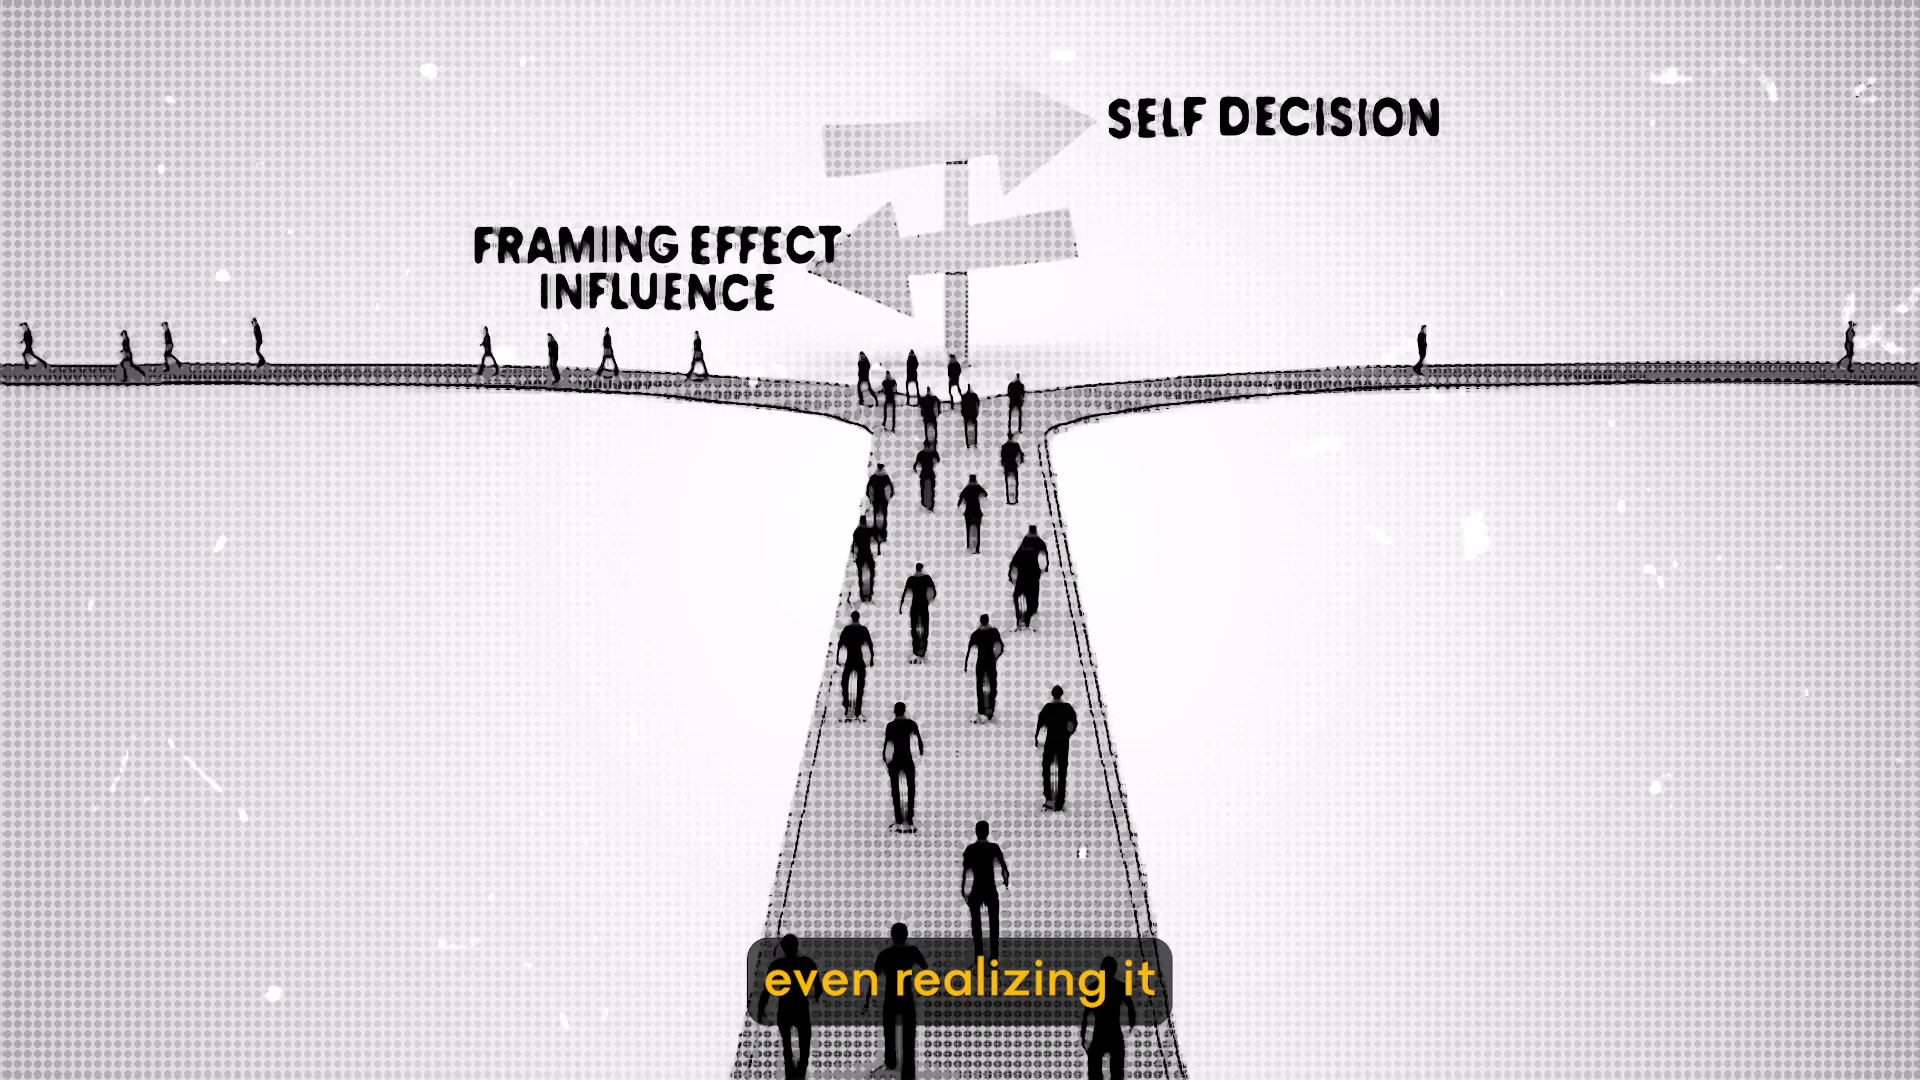 SELF DECISION
FRAMING EFFECT
INFLUENCE
even realizing it